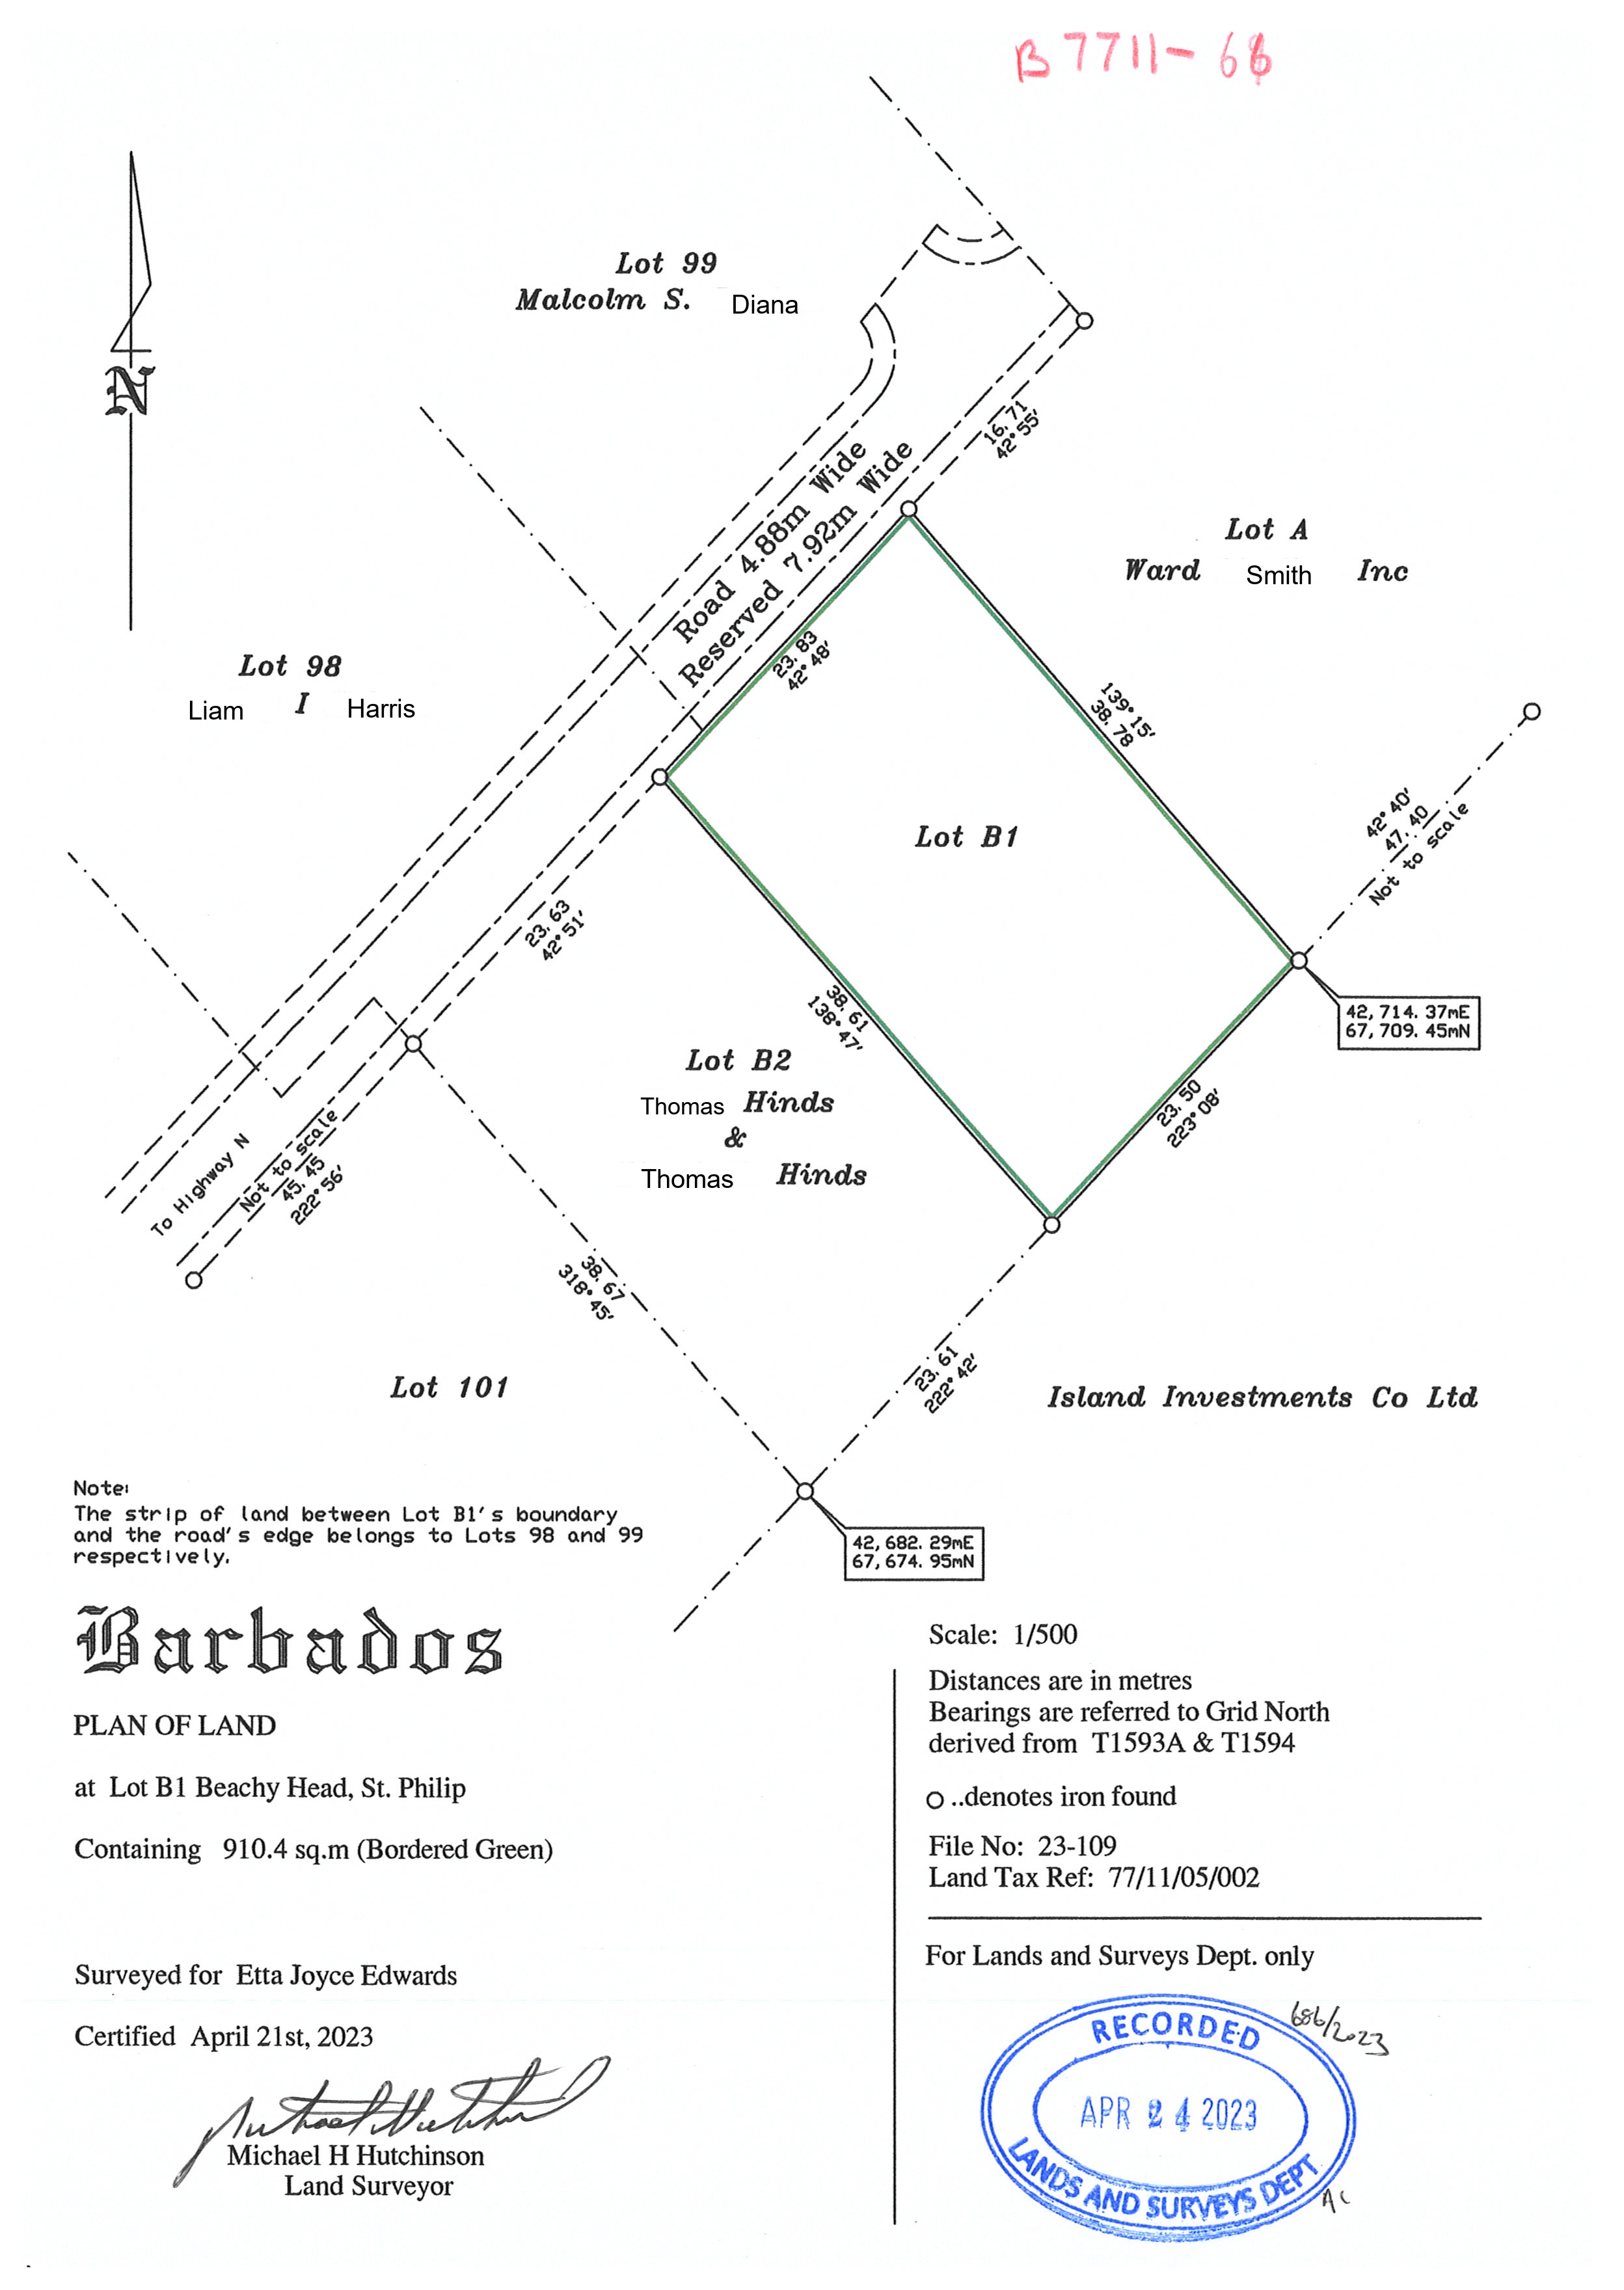 B7711-68
Lot 99
Malcolm S. Diana
16.71
42°55'
Road 4.88m Wide
Reserved 7.92m Wide
Lot A
Ward Smith Inc
23.83
42°48'
Lot 98
Liam I Harris
N
139°15'
38.78
42°40'
47.40
Not to scale
Lot B1
23.63
42°51'
38.61
138°47'
42,714.37mE
67,709.45mN
Lot B2
Thomas Hinds
&
Thomas Hinds
23.50
223°08'
To Highway N
Not to scale
45.45
222°56'
38.67
318°45'
23.61
222°42'
Lot 101
Island Investments Co Ltd
Note:
The strip of land between Lot B1's boundary
and the road's edge belongs to Lots 98 and 99
respectively.
42,682.29mE
67,674.95mN
Barbados
PLAN OF LAND
at Lot B1 Beachy Head, St. Philip
Containing 910.4 sq.m (Bordered Green)
Surveyed for Etta Joyce Edwards
Certified April 21st, 2023
Michael H Hutchinson
Land Surveyor
Scale: 1/500
Distances are in metres
Bearings are referred to Grid North
derived from T1593A & T1594
..denotes iron found
File No: 23-109
Land Tax Ref: 77/11/05/002
For Lands and Surveys Dept. only
686/2023
RECORDED
APR 24 2023
LANDS AND SURVEYS DEPT